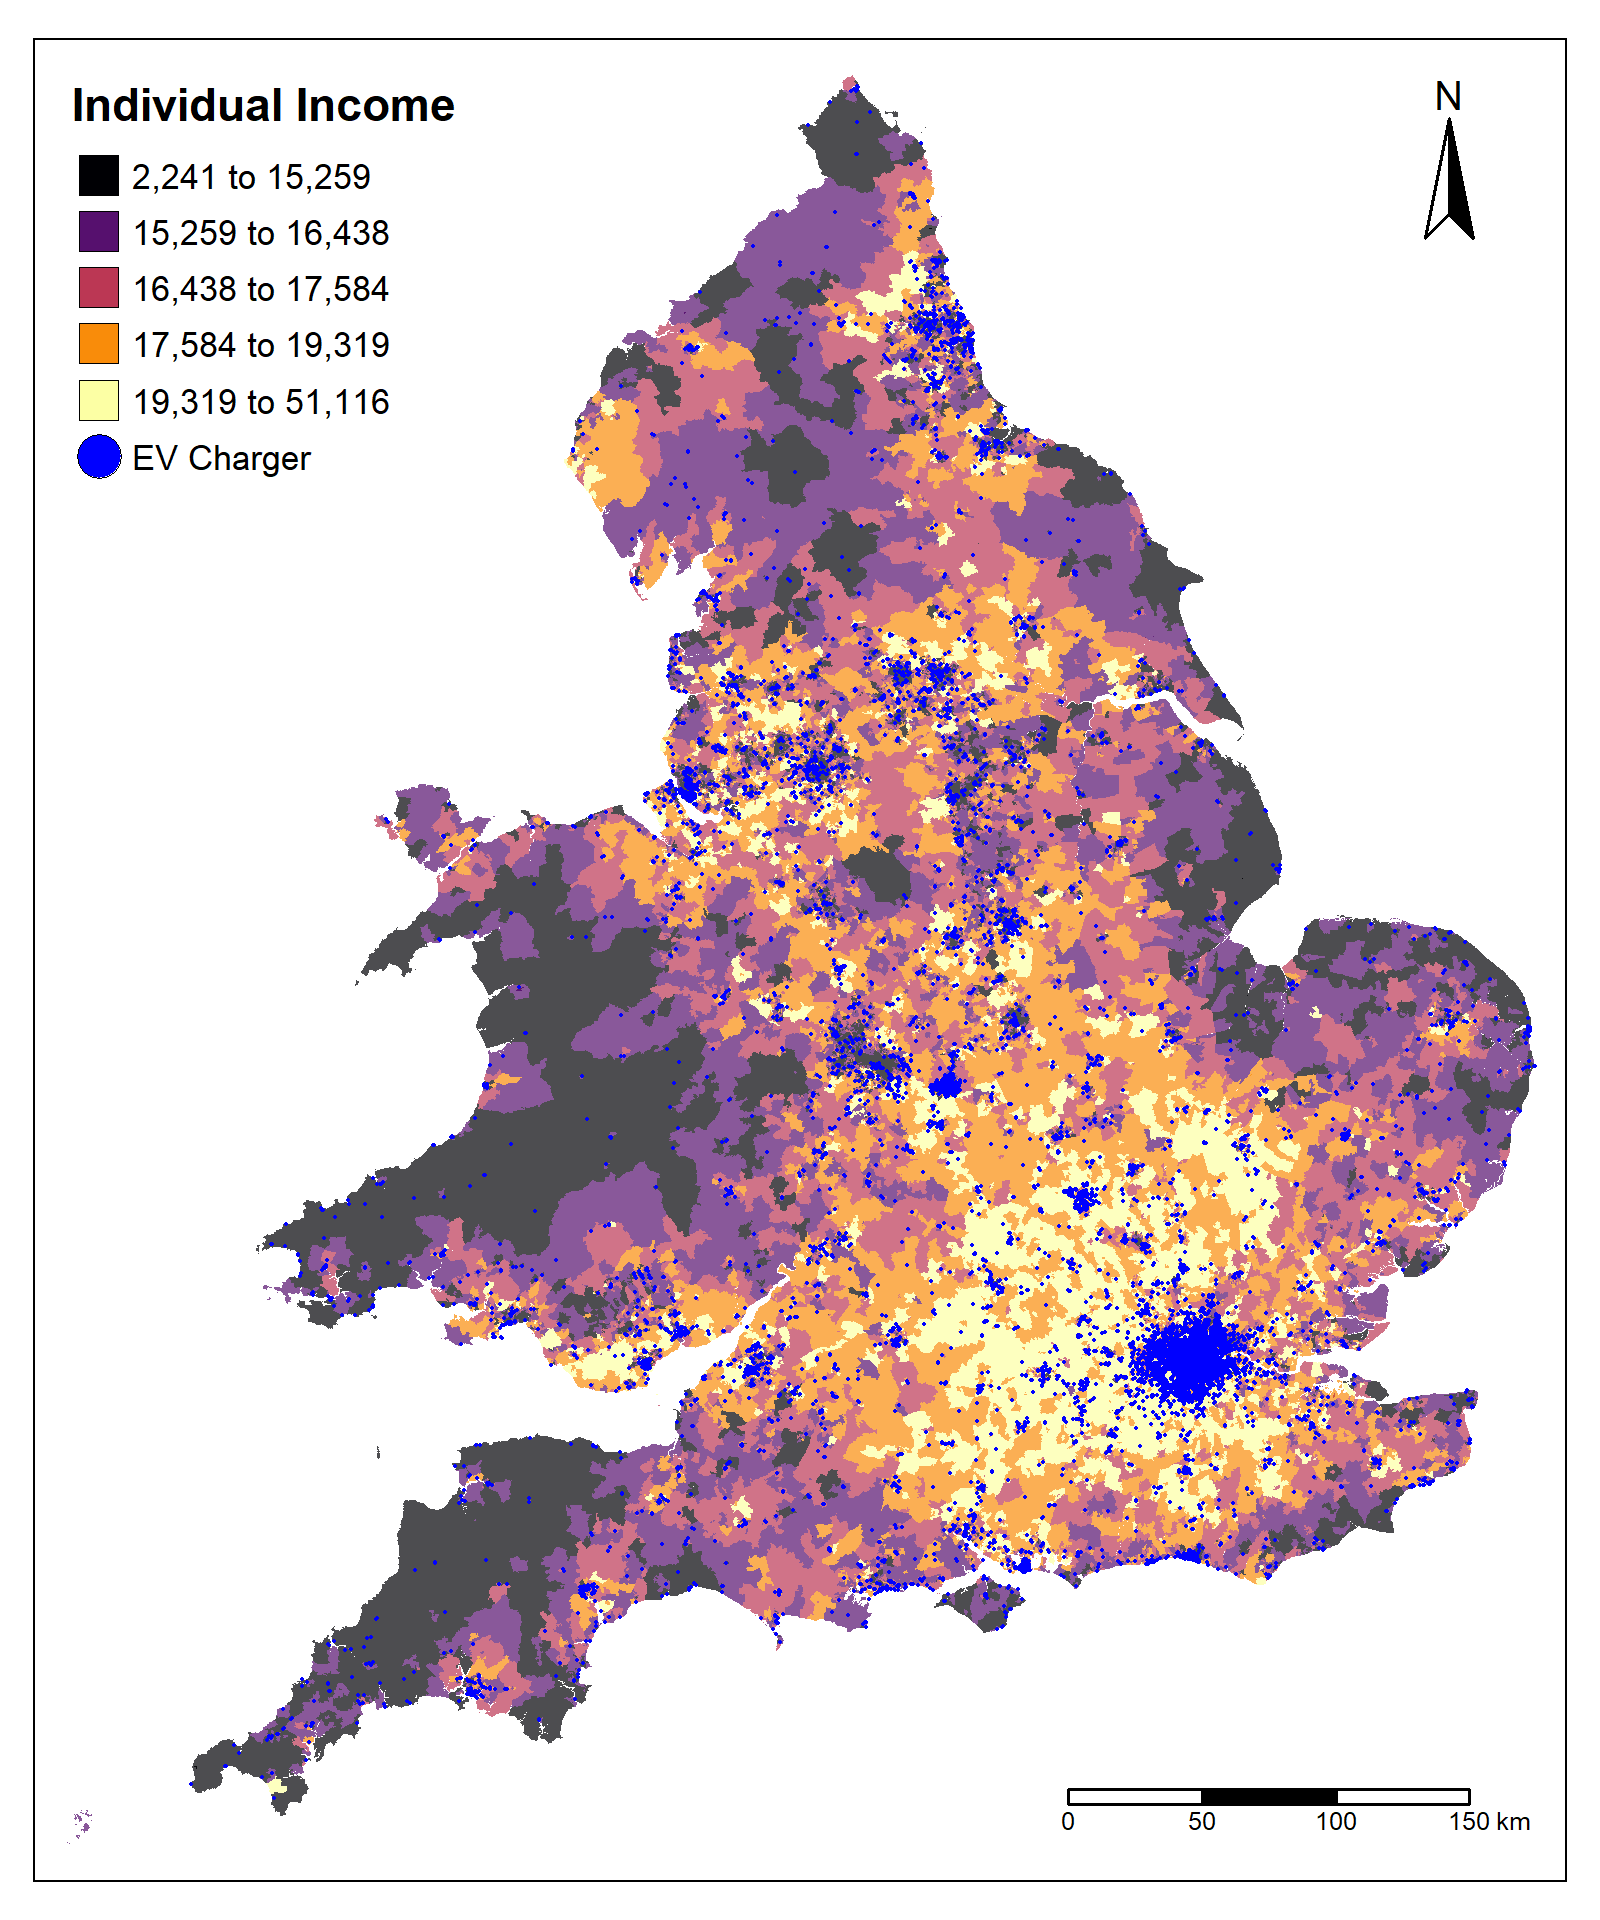 Individual Income
2,241 to 15,259
15,259 to 16,438
16,438 to 17,584
17,584 to 19,319
19,319 to 51,116
EV Charger
N
0 50 100 150 km